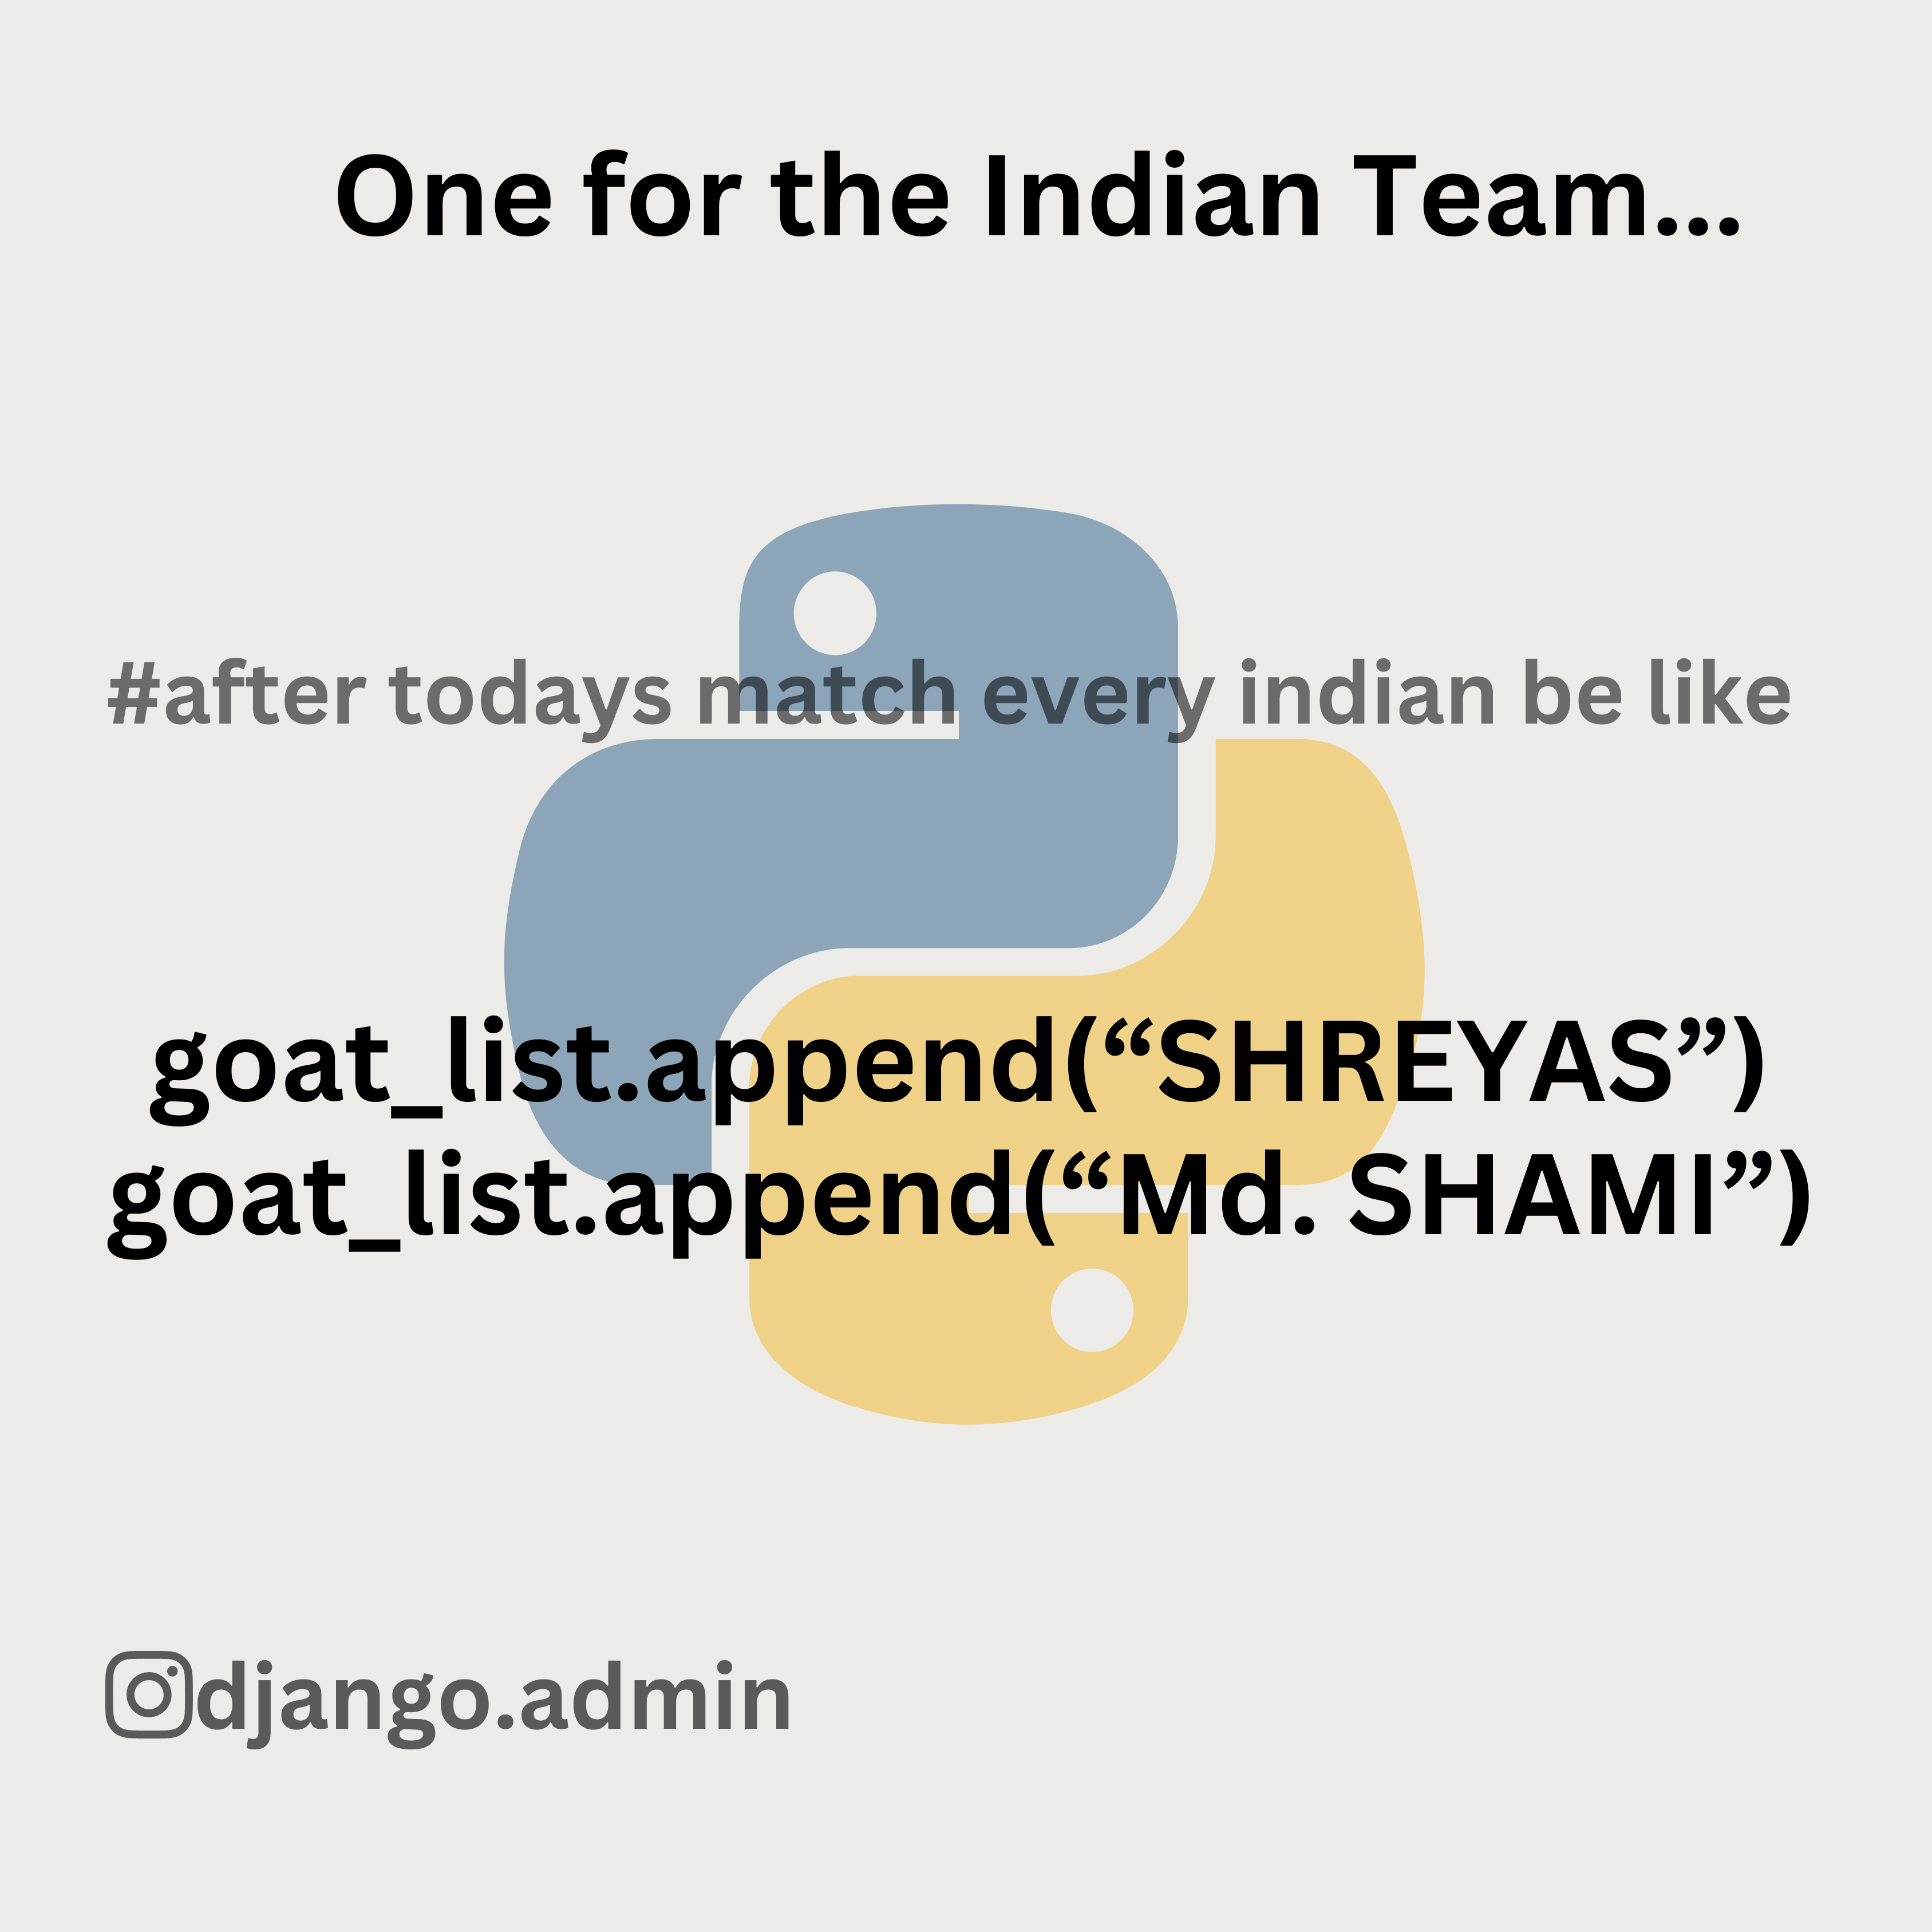 One for the Indian Team...
#after todays match every indian be like
goat_list.append(“SHREYAS”)
goat_list.append(“Md. SHAMI”)
django.admin